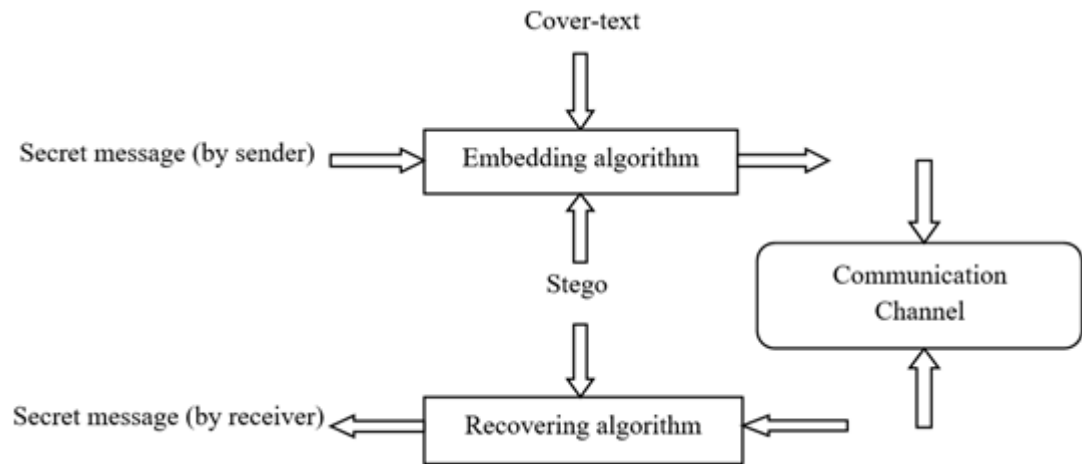 Cover-text
Secret message (by sender)
Embedding algorithm
Stego
Communication
Channel
Secret message (by receiver)
Recovering algorithm